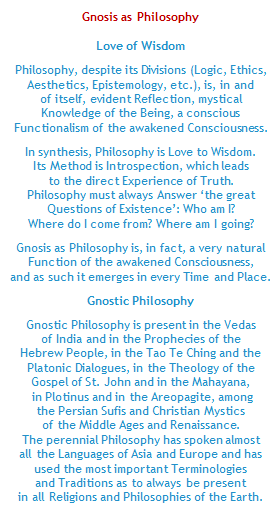 Gnosis as Philosophy
Love of Wisdom
Philosophy, despite its Divisions (Logic, Ethics,
Aesthetics, Epistemology, etc.), is, in and
of itself, evident Reflection, mystical
Knowledge of the Being, a conscious
Functionalism of the awakened Consciousness.
In synthesis, Philosophy is Love to Wisdom.
Its Method is Introspection, which leads
to the direct Experience of Truth.
Philosophy must always Answer ‘the great
Questions of Existence’: Who am I?
Where do I come from? Where am I going?
Gnosis as Philosophy is, in fact, a very natural
Function of the awakened Consciousness,
and as such it emerges in every Time and Place.
Gnostic Philosophy
Gnostic Philosophy is present in the Vedas
of India and in the Prophecies of the
Hebrew People, in the Tao Te Ching and the
Platonic Dialogues, in the Theology of the
Gospel of St. John and in the Mahayana,
in Plotinus and in the Areopagite, among
the Persian Sufis and Christian Mystics
of the Middle Ages and Renaissance.
The perennial Philosophy has spoken almost
all the Languages of Asia and Europe and has
used the most important Terminologies
and Traditions as to always be present
in all Religions and Philosophies of the Earth.